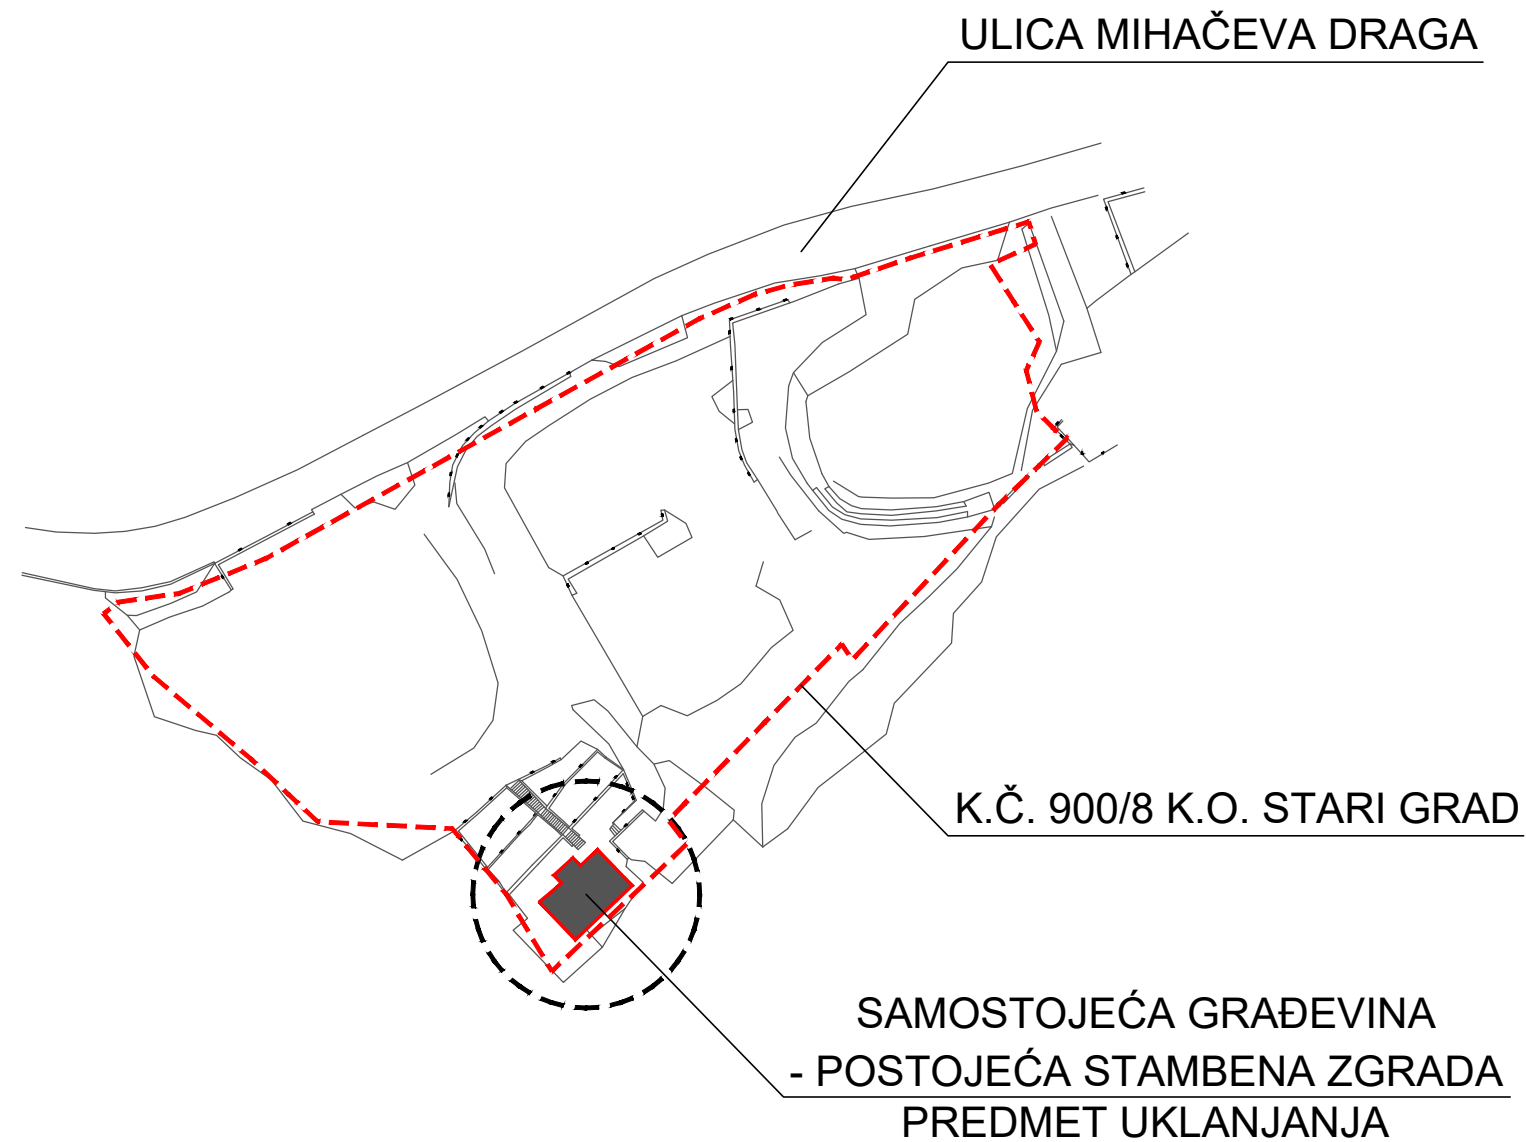 ULICA MIHAČEVA DRAGA
K.Č. 900/8 K.O. STARI GRAD
SAMOSTOJEĆA GRAĐEVINA
- POSTOJEĆA STAMBENA ZGRADA
PREDMET UKLANJANJA